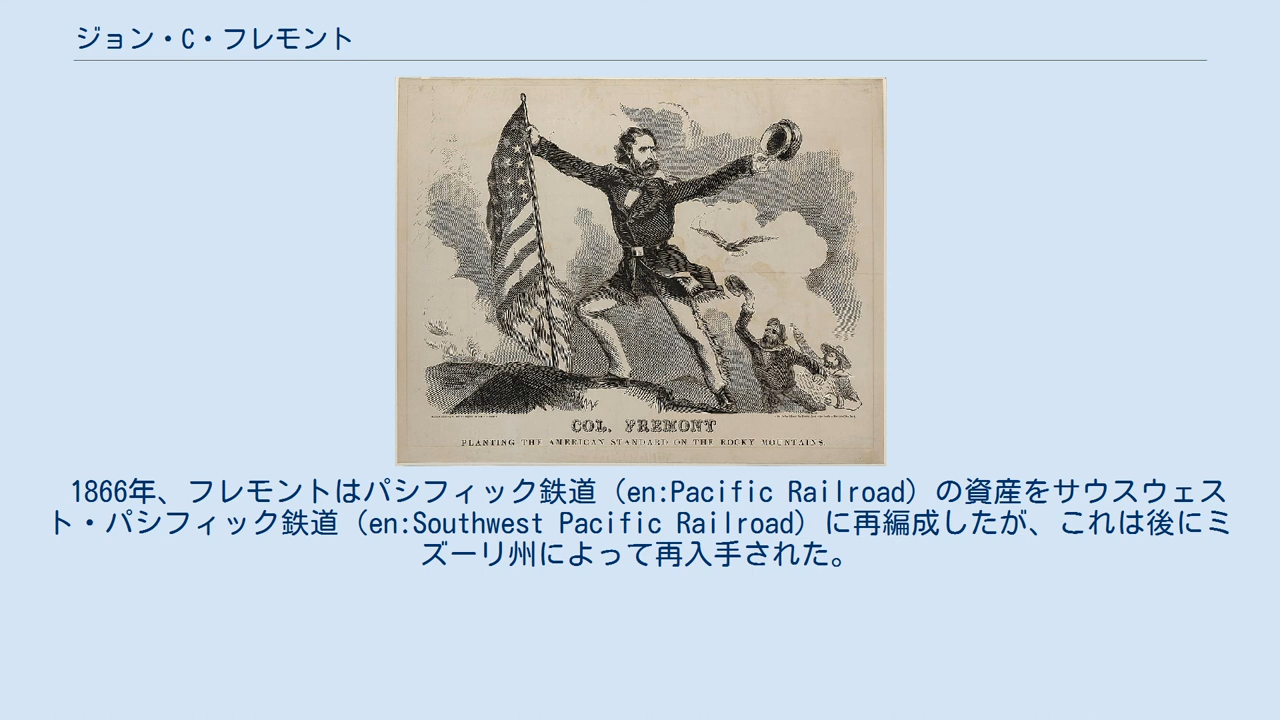 ジョン・C・フレモント
COL. FREMONT
PLANTING THE AMERICAN STANDARD ON THE ROCKY MOUNTAINS.
1866年、フレモントはパシフィック鉄道（en:Pacific Railroad）の資産をサウスウェス
ト・パシフィック鉄道（en:Southwest Pacific Railroad）に再編成したが、これは後にミ
ズーリ州によって再入手された。